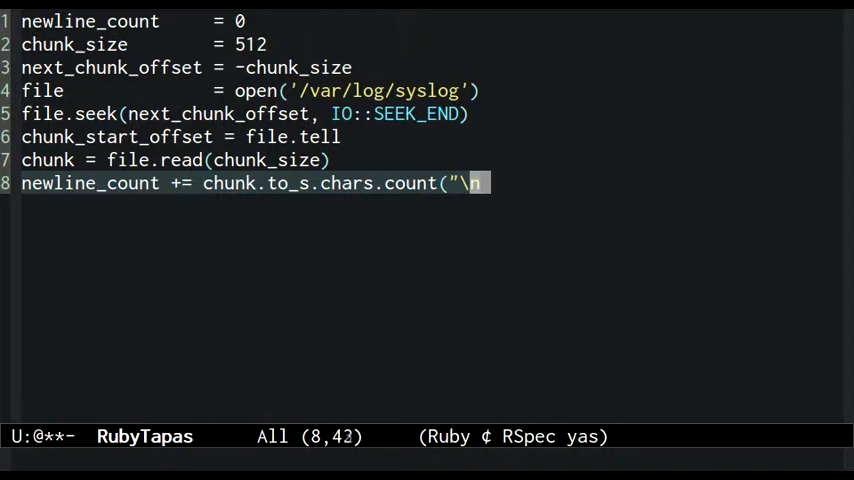 1 newline_count     = 0
2 chunk_size        = 512
3 next_chunk_offset = -chunk_size
4 file              = open('/var/log/syslog')
5 file.seek(next_chunk_offset, IO::SEEK_END)
6 chunk_start_offset = file.tell
7 chunk = file.read(chunk_size)
8 newline_count += chunk.to_s.chars.count("\n
U:@**-  RubyTapas      All (8,42)     (Ruby ¢ RSpec yas)